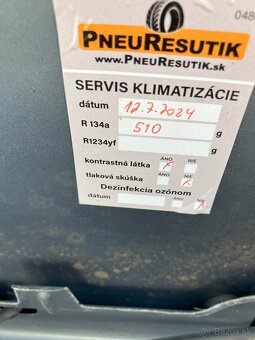 048
PNEURESUTIK
www.PNEURESUTIK.sk
SERVIS KLIMATIZÁCIE
dátum 12.7.2024
R 134a 510 g
R1234yf g
ÁNO NIE
kontrastná látka X
ÁNO NIE
tlaková skúška X
Dezinfekcia ozónom
ÁNO NIE
dátum: X